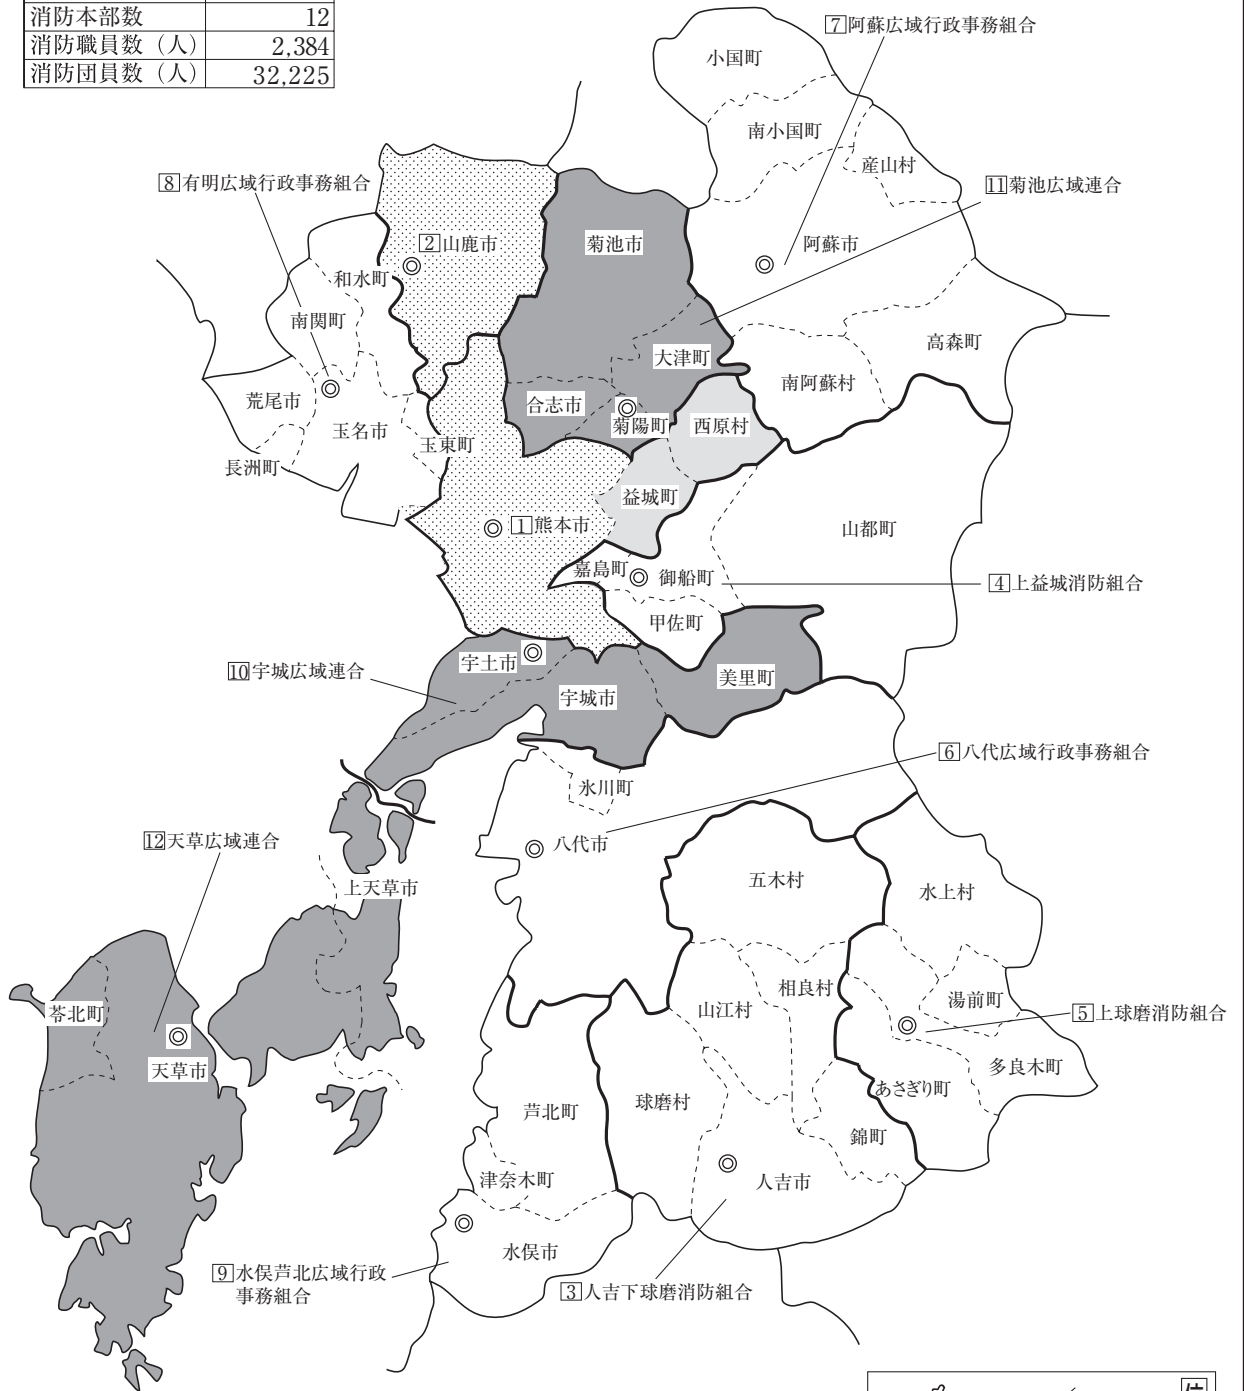 消防本部数 12
消防職員数（人） 2,384
消防団員数（人） 32,225
7阿蘇広域行政事務組合
小国町
南小国町
産山村
8有明広域行政事務組合
11菊池広域連合
2山鹿市
菊池市
阿蘇市
和水町
南関町
大津町
高森町
南阿蘇村
荒尾市
合志市
菊陽町
西原村
玉名市
玉東町
長洲町
益城町
1熊本市
山都町
嘉島町
御船町
4上益城消防組合
甲佐町
宇土市
10宇城広域連合
美里町
宇城市
6八代広域行政事務組合
氷川町
12天草広域連合
八代市
上天草市
五木村
水上村
相良村
湯前町
苓北町
山江村
5上球磨消防組合
天草市
多良木町
あさぎり町
芦北町
球磨村
錦町
津奈木町
人吉市
水俣市
9水俣芦北広域行政
事務組合
3人吉下球磨消防組合